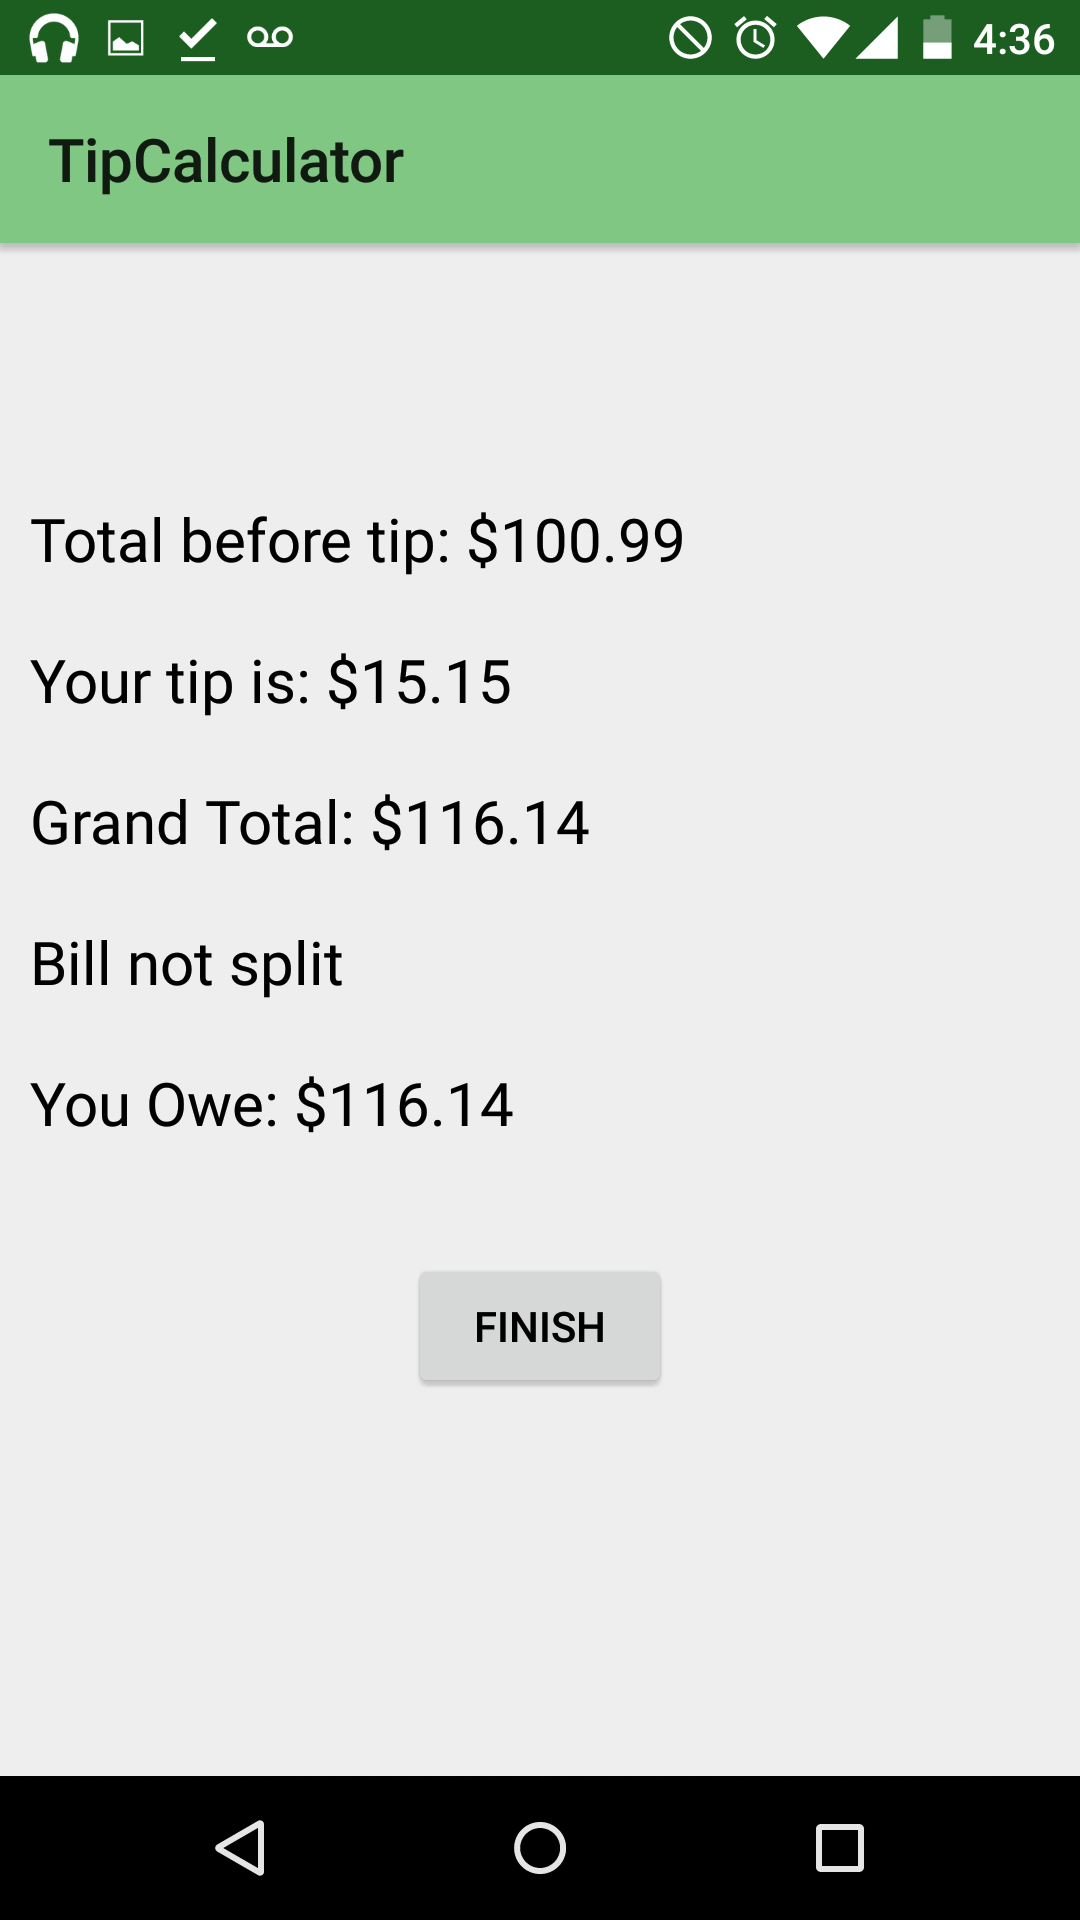 4:36
TipCalculator
Total before tip: $100.99
Your tip is: $15.15
Grand Total: $116.14
Bill not split
You Owe: $116.14
FINISH